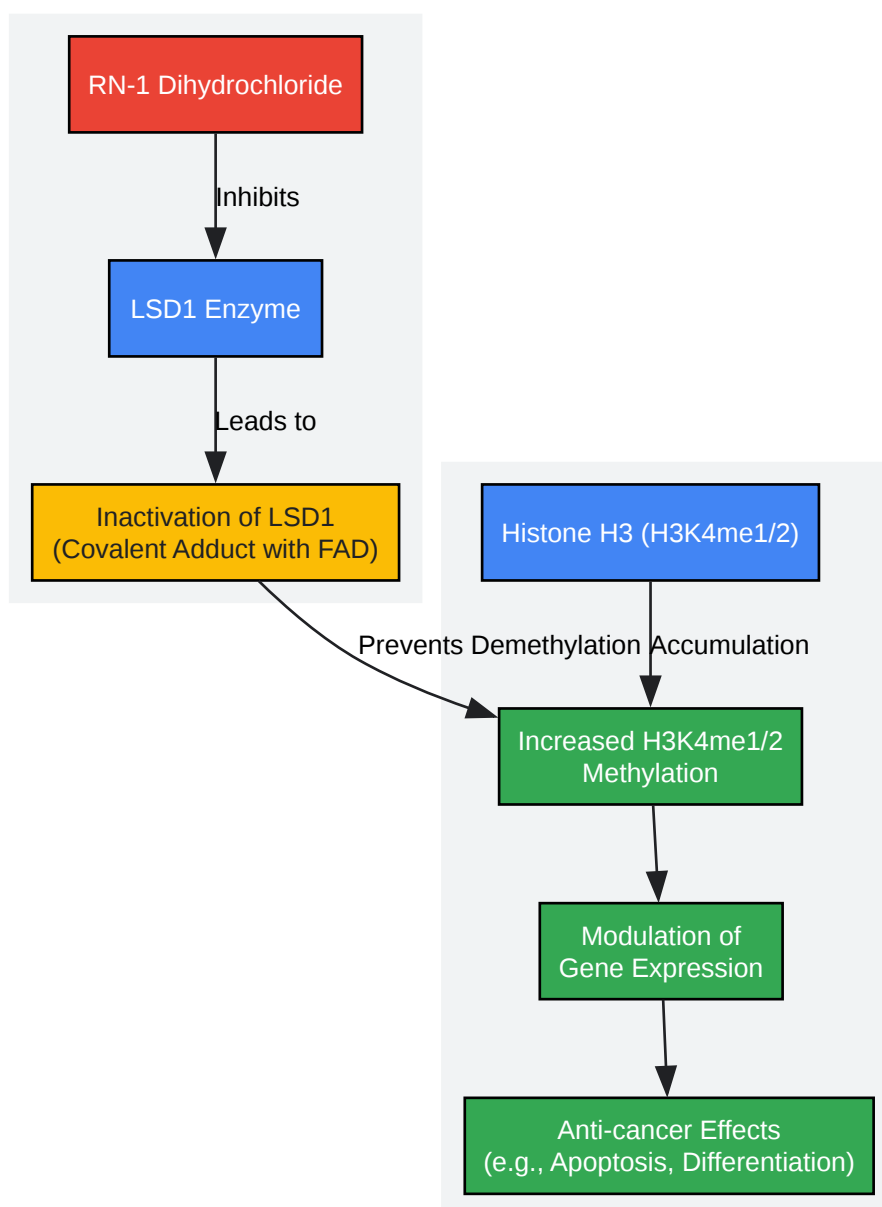 RN-1 Dihydrochloride
Inhibits
LSD1 Enzyme
Leads to
Inactivation of LSD1
(Covalent Adduct with FAD)
Histone H3 (H3K4me1/2)
Prevents Demethylation
Accumulation
Increased H3K4me1/2
Methylation
Modulation of
Gene Expression
Anti-cancer Effects
(e.g., Apoptosis, Differentiation)